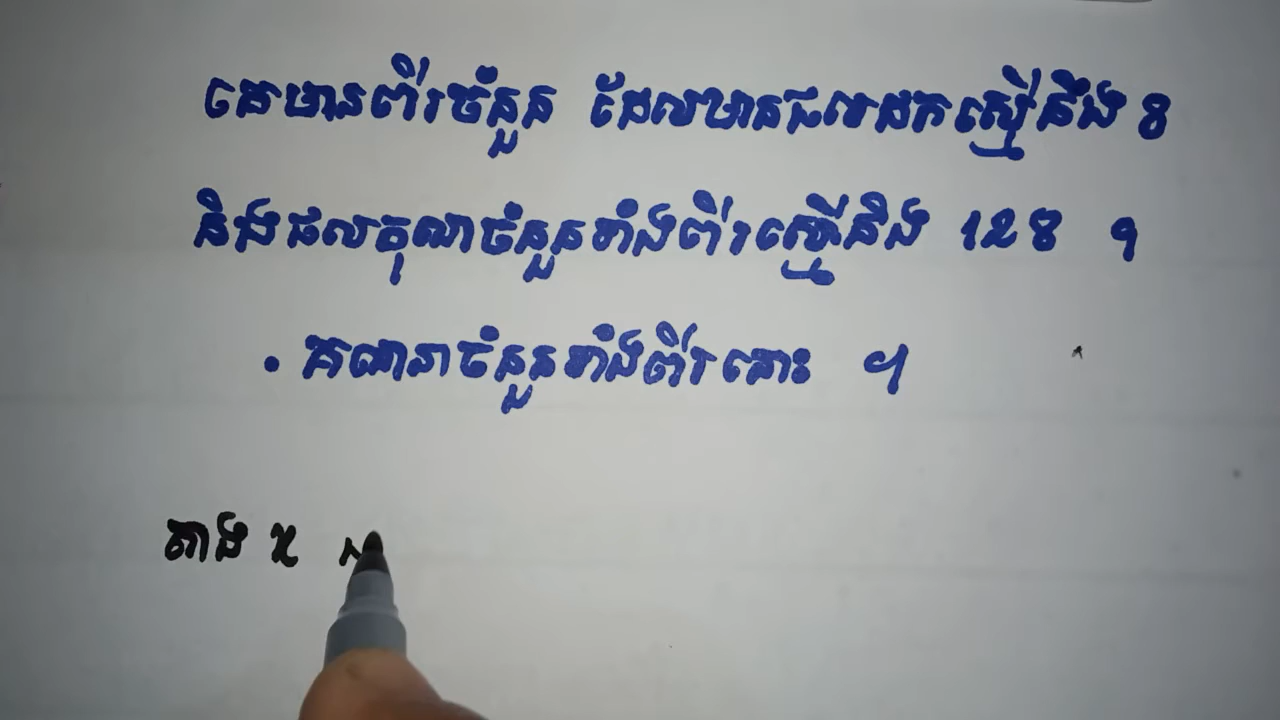 គេមានពីរចំនួន ដែលមានផលដកស្មើនឹង 8
និងផលគុណចំនួនទាំងពីរស្មើនឹង 128 ។
• គណនាចំនួនទាំងពីរនោះ ។
តាង x